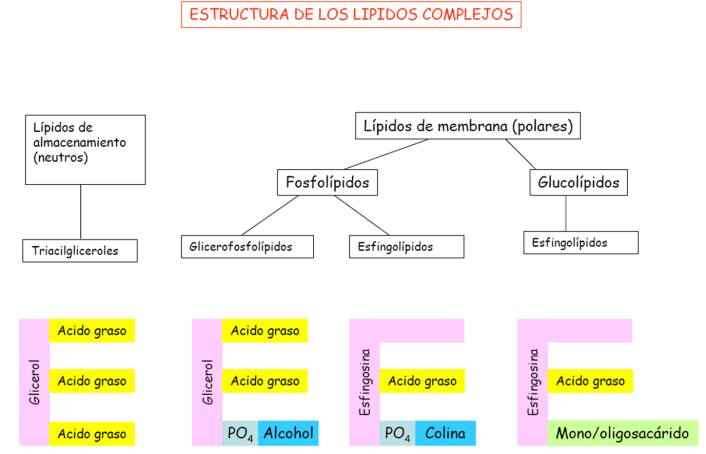 ESTRUCTURA DE LOS LIPIDOS COMPLEJOS
Lípidos de
almacenamiento
(neutros)
Lípidos de membrana (polares)
Fosfolípidos
Glucolípidos
Triacilgliceroles
Glicerofosfolípidos
Esfingolípidos
Esfingolípidos
Glicerol
Acido graso
Acido graso
Acido graso
Glicerol
Acido graso
Acido graso
PO4 Alcohol
Esfingosina
Acido graso
PO4 Colina
Esfingosina
Acido graso
Mono/oligosacárido